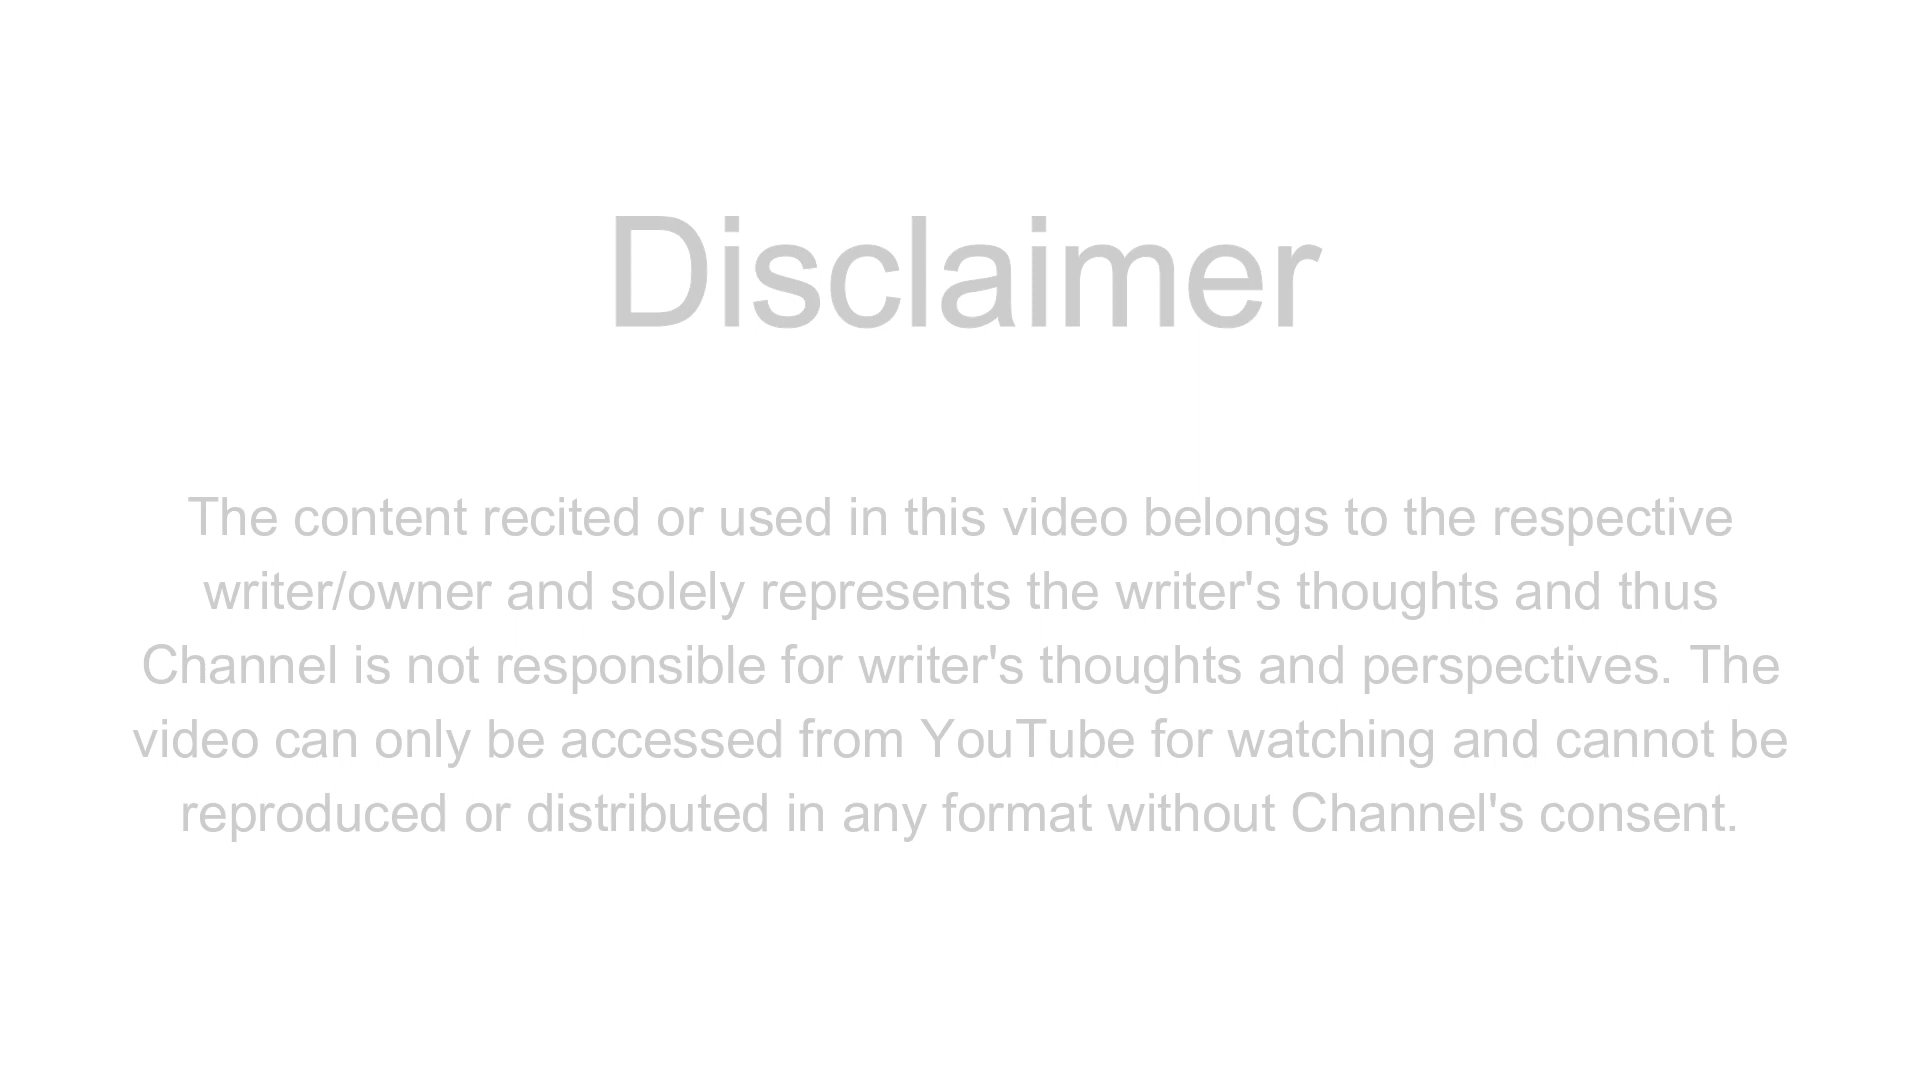 Disclaimer
The content recited or used in this video belongs to the respective
writer/owner and solely represents the writer's thoughts and thus
Channel is not responsible for writer's thoughts and perspectives. The
video can only be accessed from YouTube for watching and cannot be
reproduced or distributed in any format without Channel's consent.